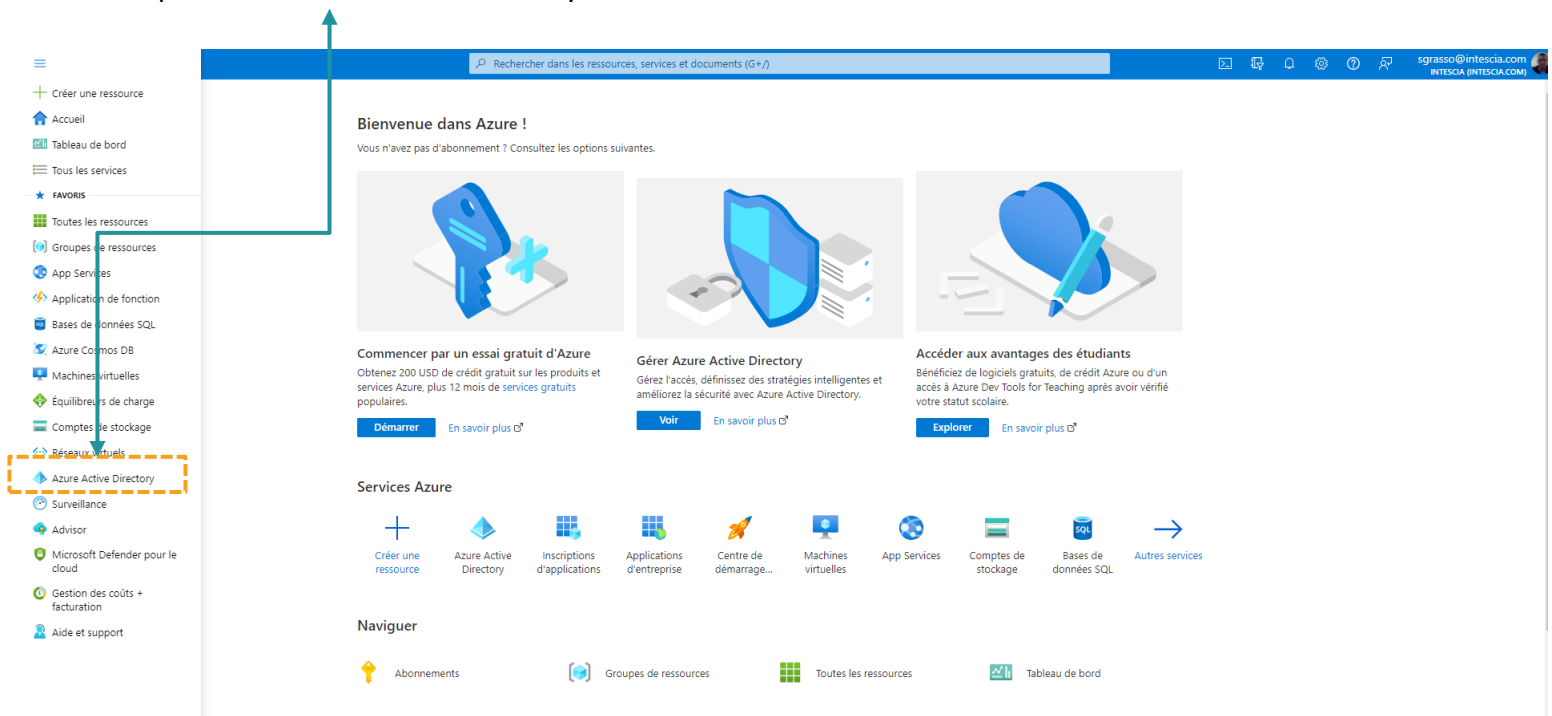 Rechercher dans les ressources, services et documents (G+/)
sgrasso@intescia.com
INTESCIA (INTESCIA.COM)
Créer une ressource
Accueil
Tableau de bord
Tous les services
FAVORIS
Toutes les ressources
Groupes de ressources
App Services
Application de fonction
Bases de données SQL
Azure Cosmos DB
Machines virtuelles
Équilibreurs de charge
Comptes de stockage
Réseaux virtuels
Azure Active Directory
Surveillance
Advisor
Microsoft Defender pour le
cloud
Gestion des coûts +
facturation
Aide et support
Bienvenue dans Azure !
Vous n'avez pas d'abonnement ? Consultez les options suivantes.
Commencer par un essai gratuit d'Azure
Obtenez 200 USD de crédit gratuit sur les produits et
services Azure, plus 12 mois de services gratuits
populaires.
Démarrer
En savoir plus
Gérer Azure Active Directory
Gérez l'accès, définissez des stratégies intelligentes et
améliorez la sécurité avec Azure Active Directory.
Voir
En savoir plus
Accéder aux avantages des étudiants
Bénéficiez de logiciels gratuits, de crédit Azure ou d'un
accès à Azure Dev Tools for Teaching après avoir vérifié
votre statut scolaire.
Explorer
En savoir plus
Services Azure
Créer une
ressource
Azure Active
Directory
Inscriptions
d'applications
Applications
d'entreprise
Centre de
démarrage...
Machines
virtuelles
App Services
Comptes de
stockage
SQL
Bases de
données SQL
Autres services
Naviguer
Abonnements
Groupes de ressources
Toutes les ressources
Tableau de bord